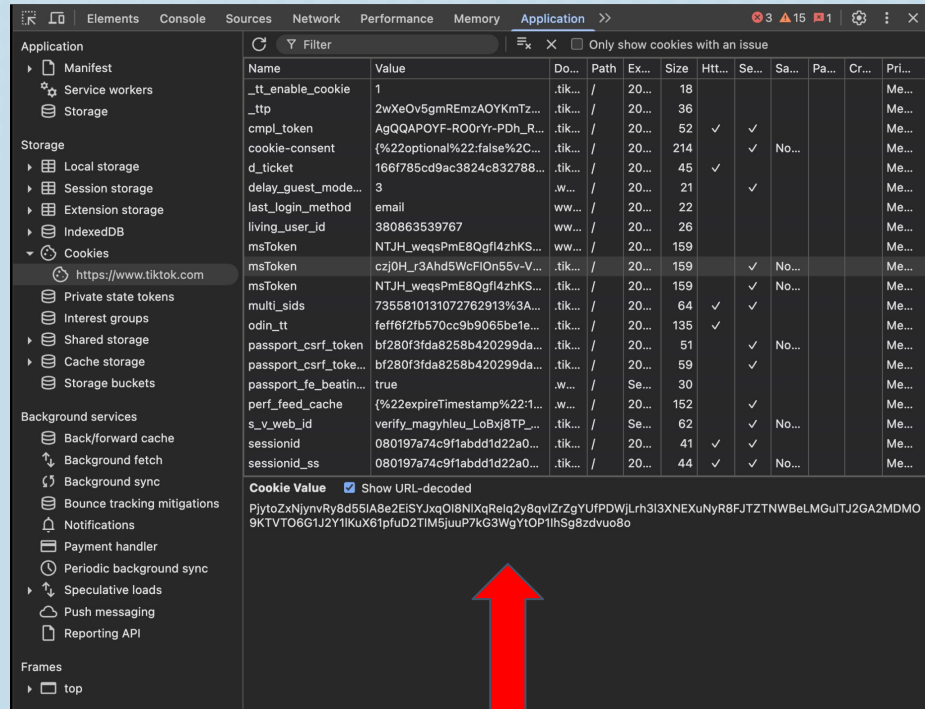 Elements Console Sources Network Performance Memory Application 3 15 1
Application
Manifest
Service workers
Storage
Storage
Local storage
Session storage
Extension storage
IndexedDB
Cookies
https://www.tiktok.com
Private state tokens
Interest groups
Shared storage
Cache storage
Storage buckets
Background services
Back/forward cache
Background fetch
Background sync
Bounce tracking mitigations
Notifications
Payment handler
Periodic background sync
Speculative loads
Push messaging
Reporting API
Frames
top
Filter Only show cookies with an issue
Name Value Do... Path Ex... Size Htt... Se... Sa... Pa... Cr... Pri...
_tt_enable_cookie 1 .tik... / 20... 18 Me...
_ttp 2wXeOv5gmREmzAOYKmTz... .tik... / 20... 36 Me...
cmpl_token AgQQAPOYF-RO0rYr-PDh_R... .tik... / 20... 52 ✓ ✓ Me...
cookie-consent {%22optional%22:false%2C... .tik... / 20... 214 ✓ No... Me...
d_ticket 166f785cd9ac3824c832788... .tik... / 20... 45 ✓ Me...
delay_guest_mode... 3 .w... / 20... 21 ✓ Me...
last_login_method email ww... / 20... 22 Me...
living_user_id 380863539767 ww... / 20... 26 Me...
msToken NTJH_weqsPmE8Qgfl4zhKS... ww... / 20... 159 Me...
msToken czj0H_r3Ahd5WcFIOn55v-V... .tik... / 20... 159 ✓ No... Me...
msToken NTJH_weqsPmE8Qgfl4zhKS... .tik... / 20... 159 ✓ No... Me...
multi_sids 7355810131072762913%3A... .tik... / 20... 64 ✓ ✓ Me...
odin_tt feff6f2fb570cc9b9065be1e... .tik... / 20... 135 ✓ Me...
passport_csrf_token bf280f3fda8258b420299da... .tik... / 20... 51 ✓ No... Me...
passport_csrf_toke... bf280f3fda8258b420299da... .tik... / 20... 59 ✓ Me...
passport_fe_beatin... true .w... / Se... 30 Me...
perf_feed_cache {%22expireTimestamp%22:1... .w... / 20... 152 ✓ Me...
s_v_web_id verify_magyhleu_LoBxj8TP_... .tik... / Se... 62 ✓ No... Me...
sessionid 080197a74c9f1abdd1d22a0... .tik... / 20... 41 ✓ ✓ Me...
sessionid_ss 080197a74c9f1abdd1d22a0... .tik... / 20... 44 ✓ ✓ No... Me...
Cookie Value Show URL-decoded